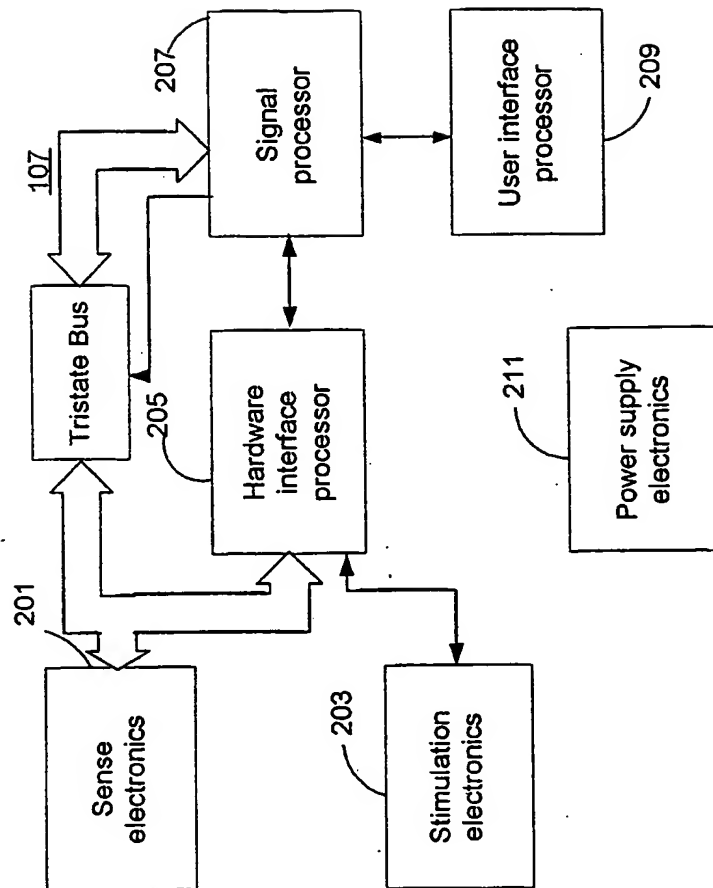 107
201
Sense
electronics
Tristate Bus
207
Signal
processor
205
Hardware
interface
processor
203
Stimulation
electronics
User interface
processor
209
211
Power supply
electronics